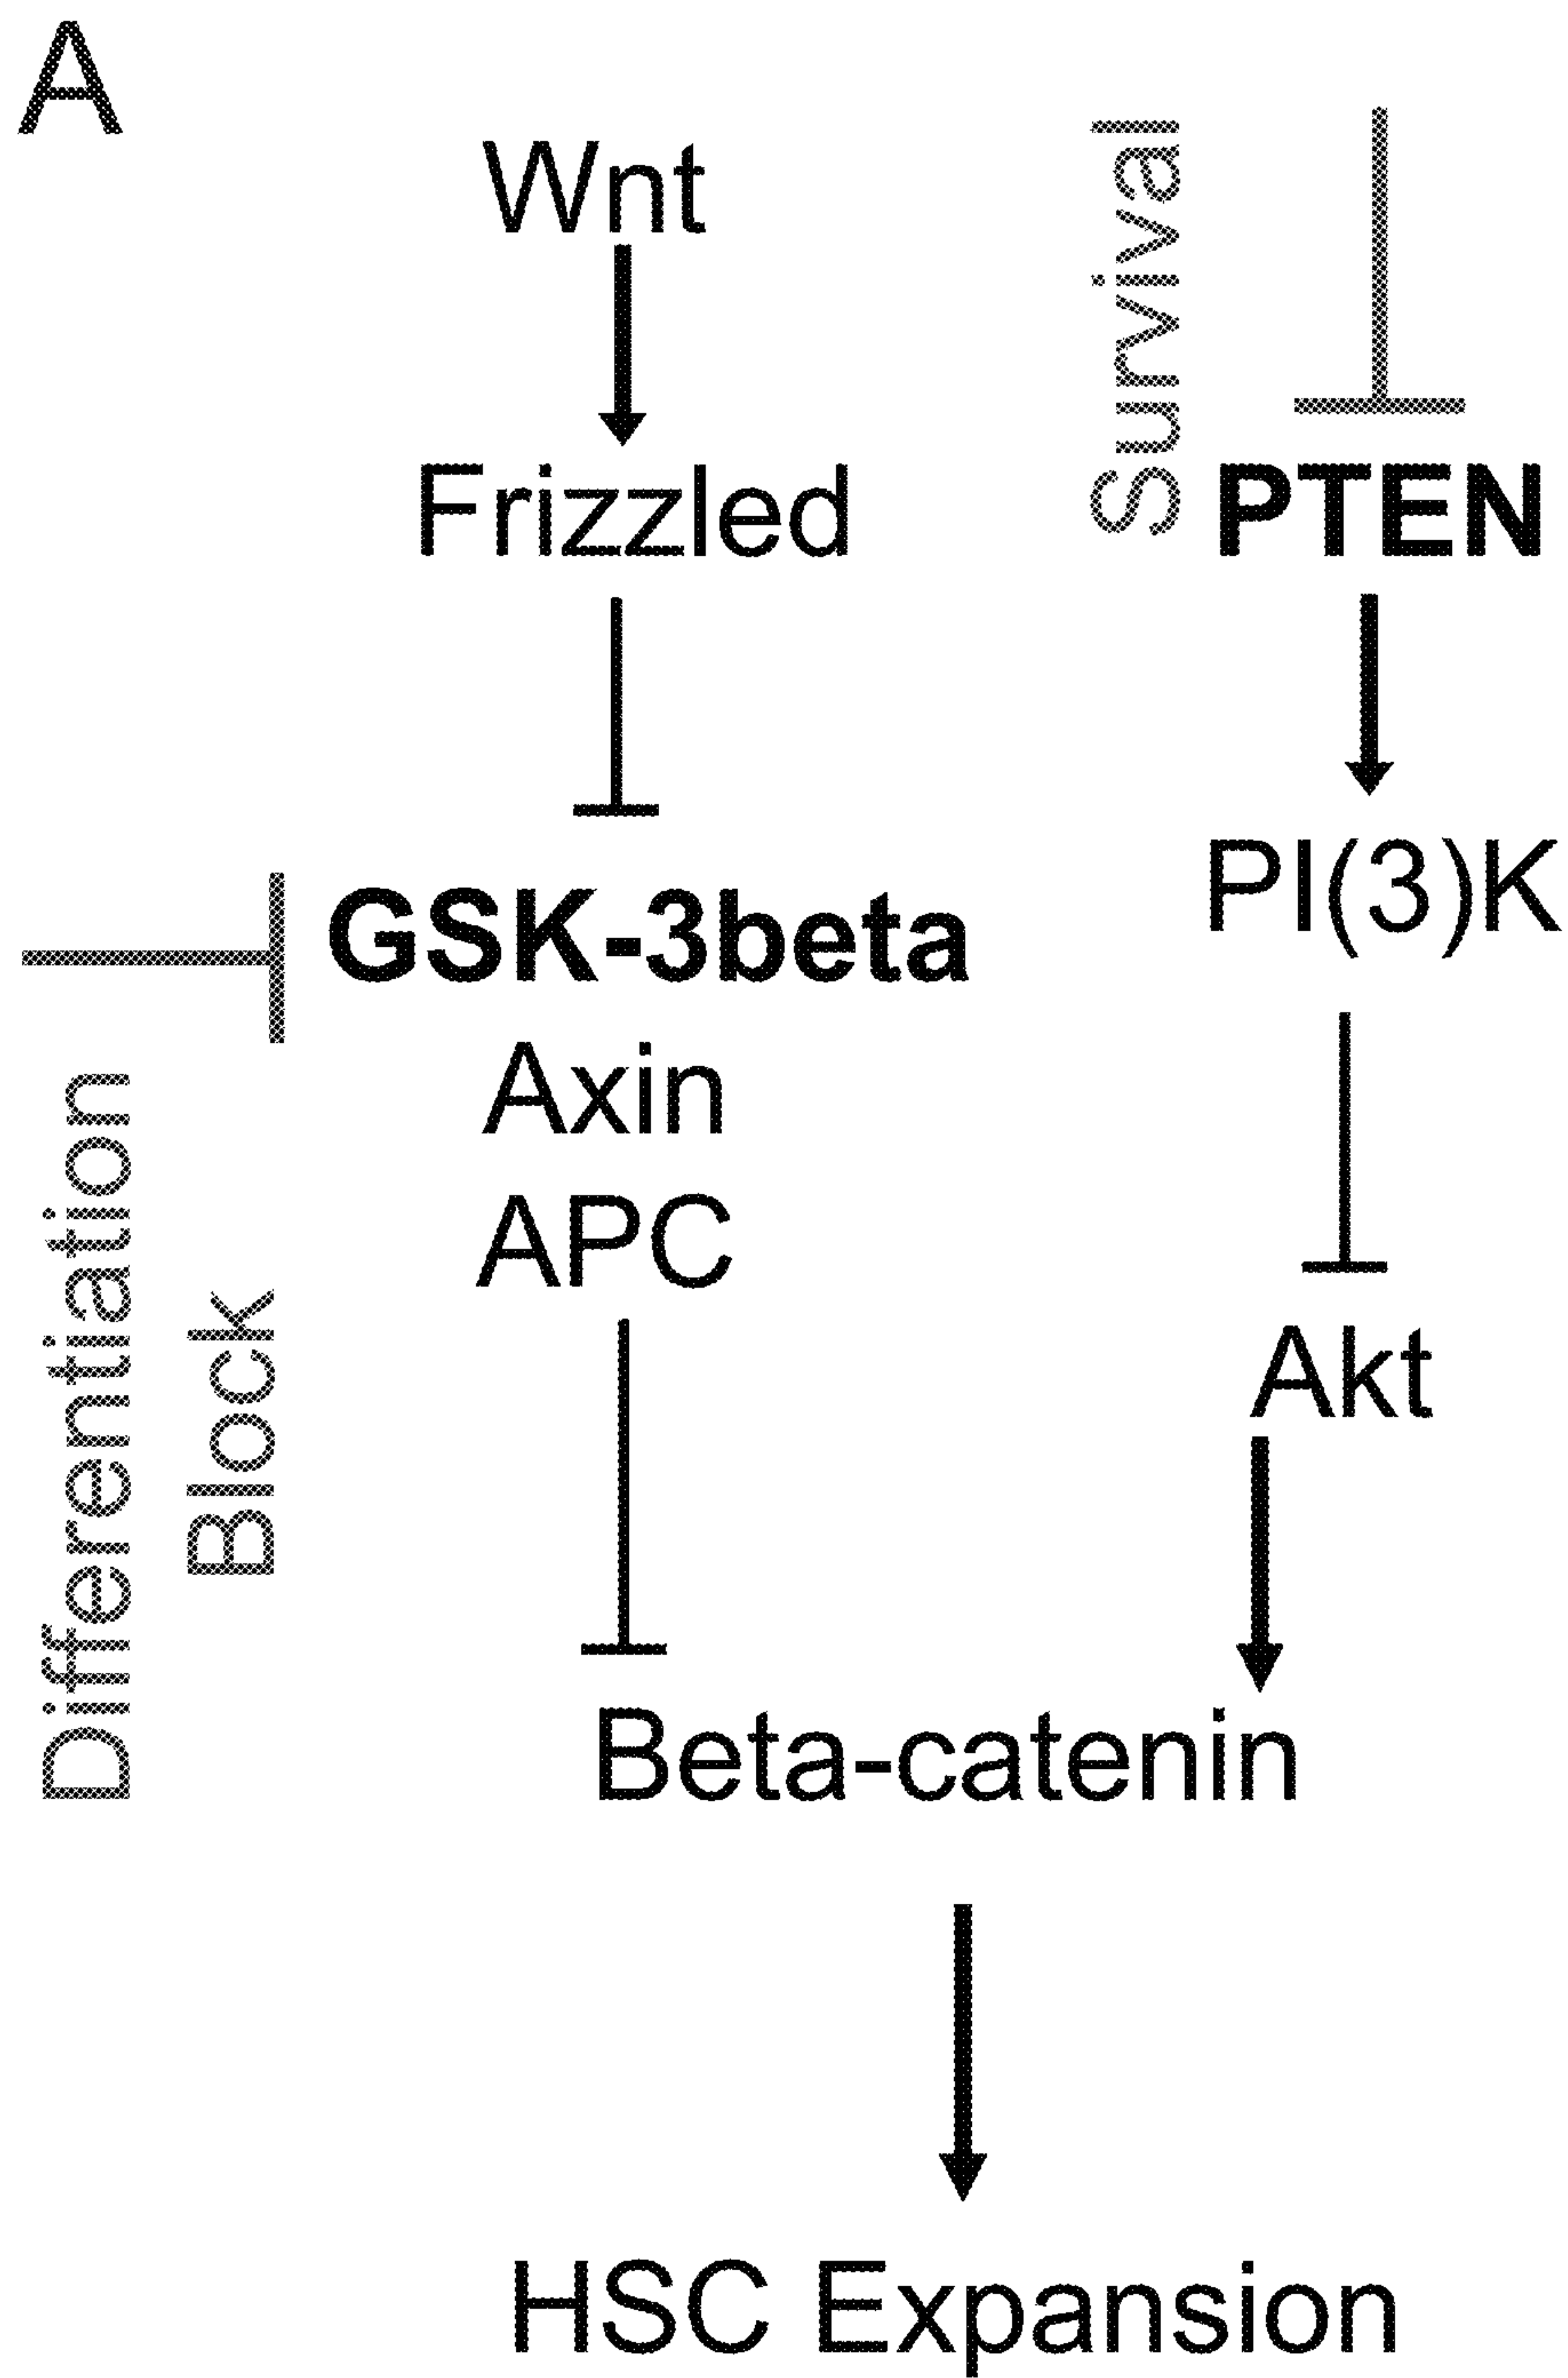 A
Wnt
Survival
Frizzled
PTEN
PI(3)K
GSK-3beta
Axin
APC
Differentiation
Block
Akt
Beta-catenin
HSC Expansion